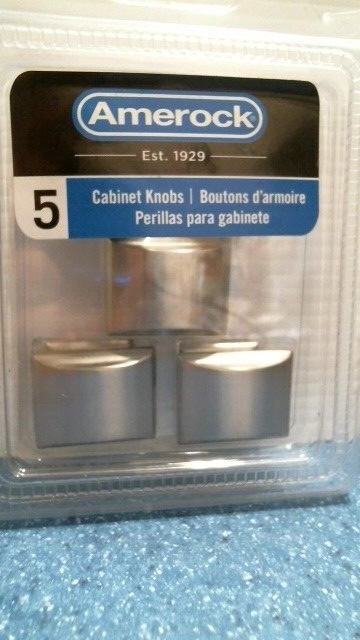 Amerock
Est. 1929
5
Cabinet Knobs | Boutons d'armoire
Perillas para gabinete